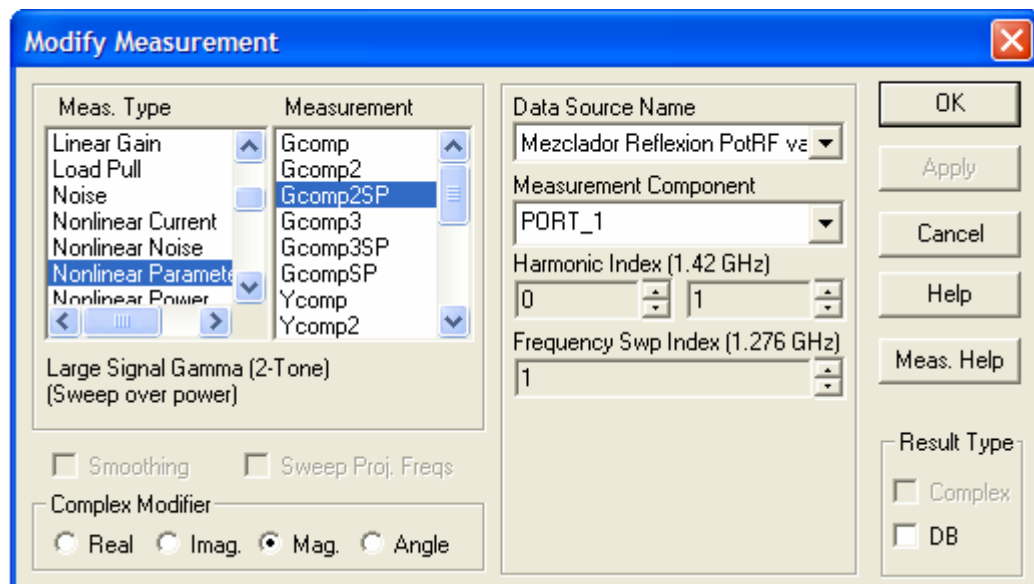 Modify Measurement
Meas. Type
Linear Gain
Load Pull
Noise
Nonlinear Current
Nonlinear Noise
Nonlinear Paramete
Nonlinear Power
Measurement
Gcomp
Gcomp2
Gcomp2SP
Gcomp3
Gcomp3SP
GcompSP
Ycomp
Ycomp2
Large Signal Gamma (2-Tone)
(Sweep over power)
Smoothing
Sweep Proj. Freqs
Complex Modifier
Real
Imag.
Mag.
Angle
Data Source Name
Mezclador Reflexion PotRF va
Measurement Component
PORT_1
Harmonic Index (1.42 GHz)
0
1
Frequency Swp Index (1.276 GHz)
1
OK
Apply
Cancel
Help
Meas. Help
Result Type
Complex
DB